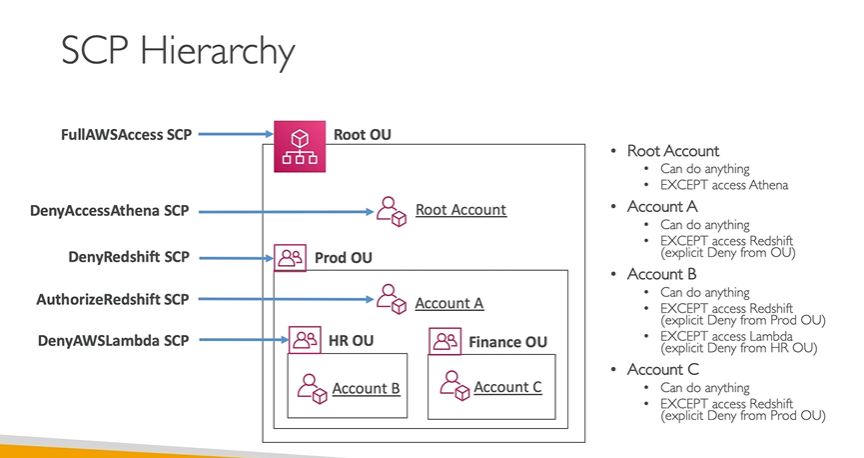 SCP Hierarchy
FullAWSAccess SCP
Root OU
DenyAccessAthena SCP
Root Account
DenyRedshift SCP
Prod OU
AuthorizeRedshift SCP
Account A
DenyAWSLambda SCP
HR OU
Finance OU
Account B
Account C
• Root Account
• Can do anything
• EXCEPT access Athena
• Account A
• Can do anything
• EXCEPT access Redshift
(explicit Deny from OU)
• Account B
• Can do anything
• EXCEPT access Redshift
(explicit Deny from Prod OU)
• EXCEPT access Lambda
(explicit Deny from HR OU)
• Account C
• Can do anything
• EXCEPT access Redshift
(explicit Deny from Prod OU)